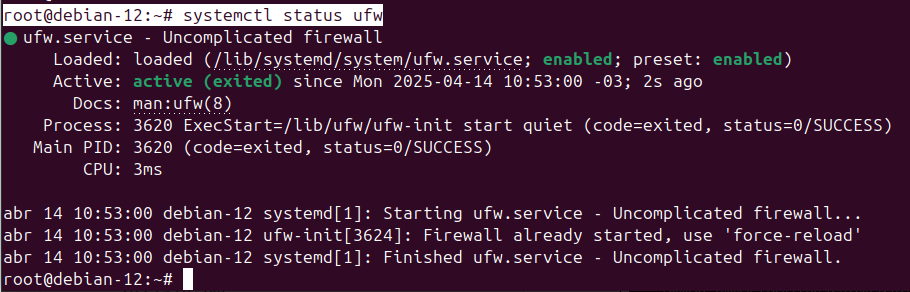 root@debian-12:~# systemctl status ufw
● ufw.service - Uncomplicated firewall
     Loaded: loaded (/lib/systemd/system/ufw.service; enabled; preset: enabled)
     Active: active (exited) since Mon 2025-04-14 10:53:00 -03; 2s ago
       Docs: man:ufw(8)
    Process: 3620 ExecStart=/lib/ufw/ufw-init start quiet (code=exited, status=0/SUCCESS)
   Main PID: 3620 (code=exited, status=0/SUCCESS)
        CPU: 3ms

abr 14 10:53:00 debian-12 systemd[1]: Starting ufw.service - Uncomplicated firewall...
abr 14 10:53:00 debian-12 ufw-init[3624]: Firewall already started, use 'force-reload'
abr 14 10:53:00 debian-12 systemd[1]: Finished ufw.service - Uncomplicated firewall.
root@debian-12:~#